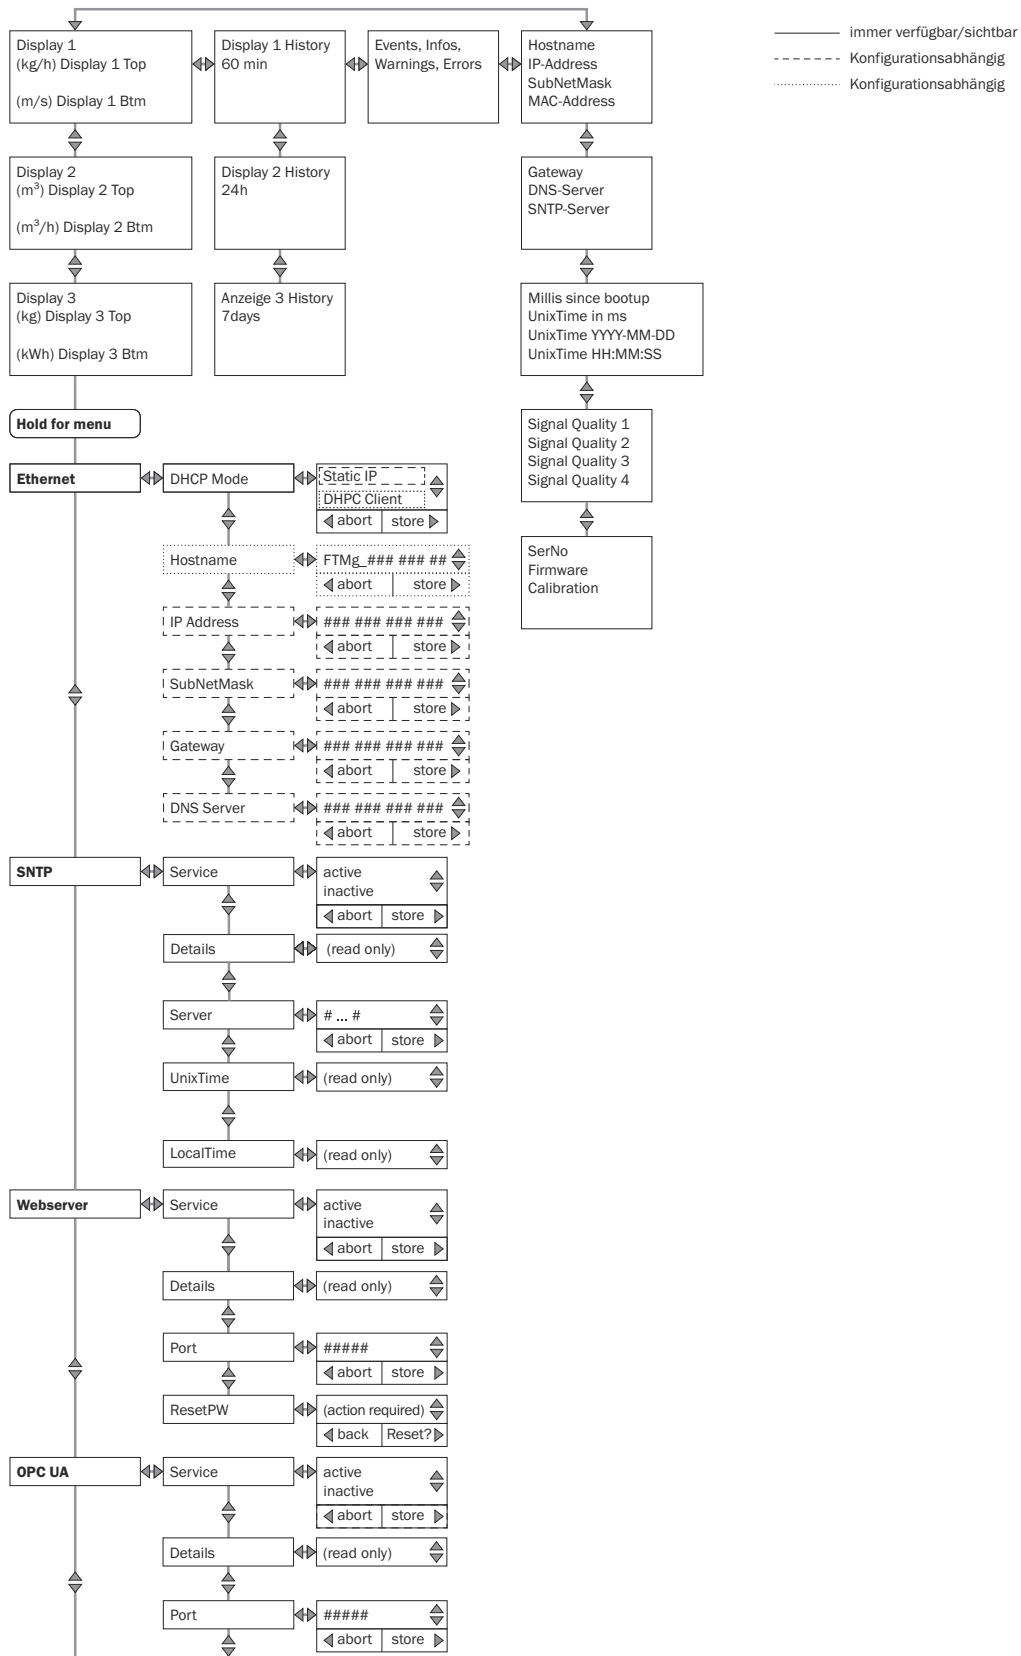 Display 1
(kg/h) Display 1 Top
(m/s) Display 1 Btm
Display 1 History
60 min
Events, Infos,
Warnings, Errors
Hostname
IP-Address
SubNetMask
MAC-Address
immer verfügbar/sichtbar
Konfigurationsabhängig
Konfigurationsabhängig
Display 2
(m³) Display 2 Top
(m³/h) Display 2 Btm
Display 2 History
24h
Gateway
DNS-Server
SNTP-Server
Display 3
(kg) Display 3 Top
(kWh) Display 3 Btm
Anzeige 3 History
7days
Millis since bootup
UnixTime in ms
UnixTime YYYY-MM-DD
UnixTime HH:MM:SS
Signal Quality 1
Signal Quality 2
Signal Quality 3
Signal Quality 4
SerNo
Firmware
Calibration
Hold for menu
Ethernet
DHCP Mode
Static IP
DHPC Client
abort
store
Hostname
FTMg_### ### ##
abort
store
IP Address
### ### ### ###
abort
store
SubNetMask
### ### ### ###
abort
store
Gateway
### ### ### ###
abort
store
DNS Server
### ### ### ###
abort
store
SNTP
Service
active
inactive
abort
store
Details
(read only)
Server
# ... #
abort
store
UnixTime
(read only)
LocalTime
(read only)
Webserver
Service
active
inactive
abort
store
Details
(read only)
Port
#####
abort
store
ResetPW
(action required)
back
Reset?
OPC UA
Service
active
inactive
abort
store
Details
(read only)
Port
#####
abort
store